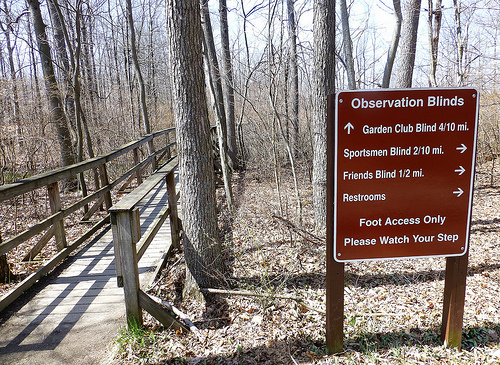 Observation Blinds
Garden Club Blind 4/10 mi.
Sportsmen Blind 2/10 mi.
Friends Blind 1/2 mi.
Restrooms
Foot Access Only
Please Watch Your Step